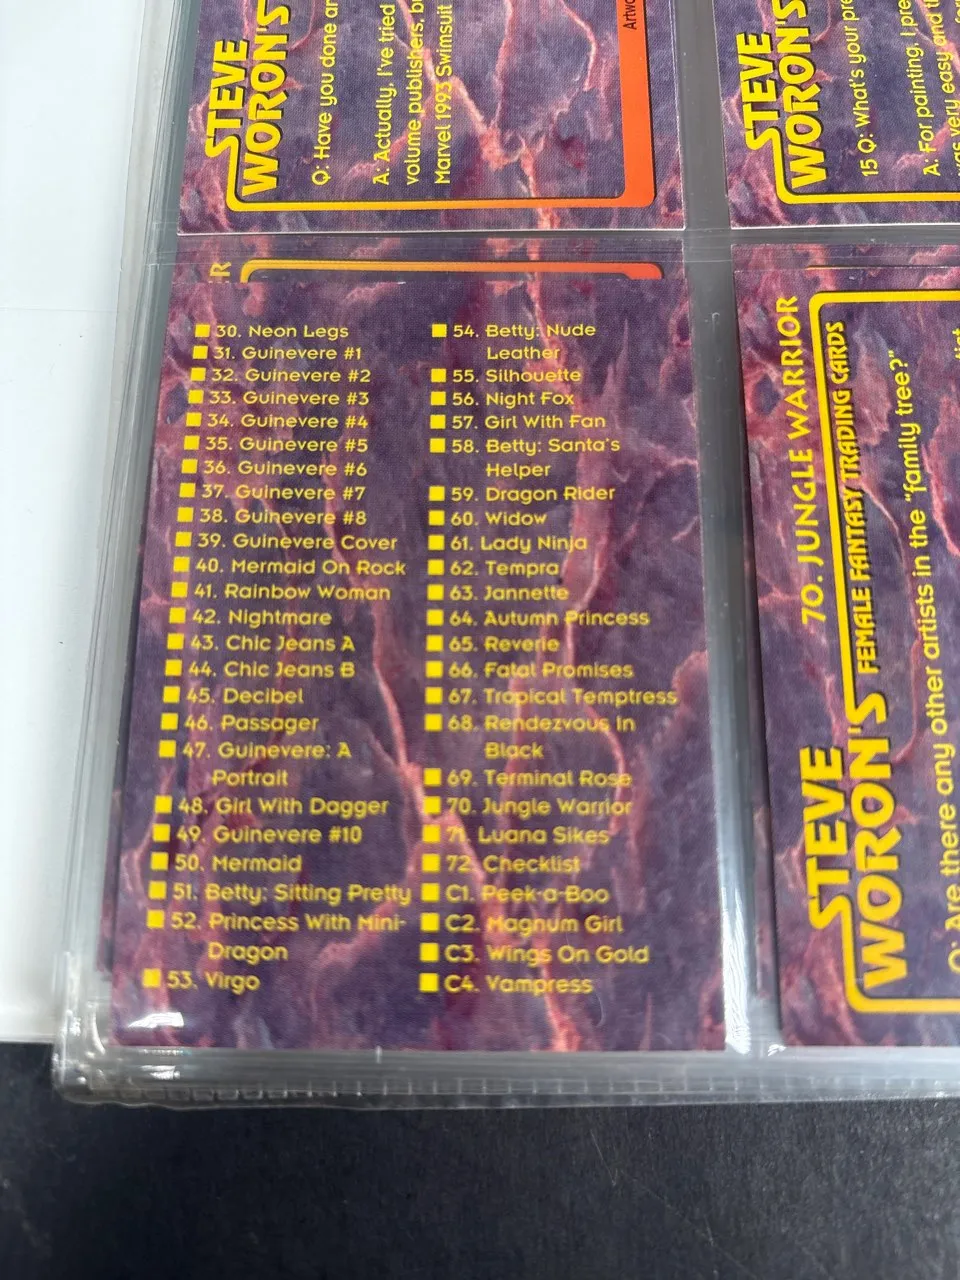 STEVE
WORON'S
Q: Have you done
A: Actually, I've tried
volume publishers,
Marvel 1993 Swimsuit
STEVE
WORON'S
15 Q: What's your
A: For painting, I
was very easy and
R
30. Neon Legs
31. Guinevere #1
32. Guinevere #2
33. Guinevere #3
34. Guinevere #4
35. Guinevere #5
36. Guinevere #6
37. Guinevere #7
38. Guinevere #8
39. Guinevere Cover
40. Mermaid On Rock
41. Rainbow Woman
42. Nightmare
43. Chic Jeans A
44. Chic Jeans B
45. Decibel
46. Passager
47. Guinevere: A
Portrait
48. Girl With Dagger
49. Guinevere #10
50. Mermaid
51. Betty: Sitting Pretty
52. Princess With Mini-
Dragon
53. Virgo
54. Betty: Nude
Leather
55. Silhouette
56. Night Fox
57. Girl With Fan
58. Betty: Santa's
Helper
59. Dragon Rider
60. Widow
61. Lady Ninja
62. Tempra
63. Jannette
64. Autumn Princess
65. Reverie
66. Fatal Promises
67. Tropical Temptress
68. Rendezvous In
Black
69. Terminal Rose
70. Jungle Warrior
71. Luana Sikes
72. Checklist
C1. Peek-a-Boo
C2. Magnum Girl
C3. Wings On Gold
C4. Vampress
70. JUNGLE WARRIOR
STEVE
WORON'S FEMALE FANTASY TRADING CARDS
Q: Are there any other artists in the "family tree?"